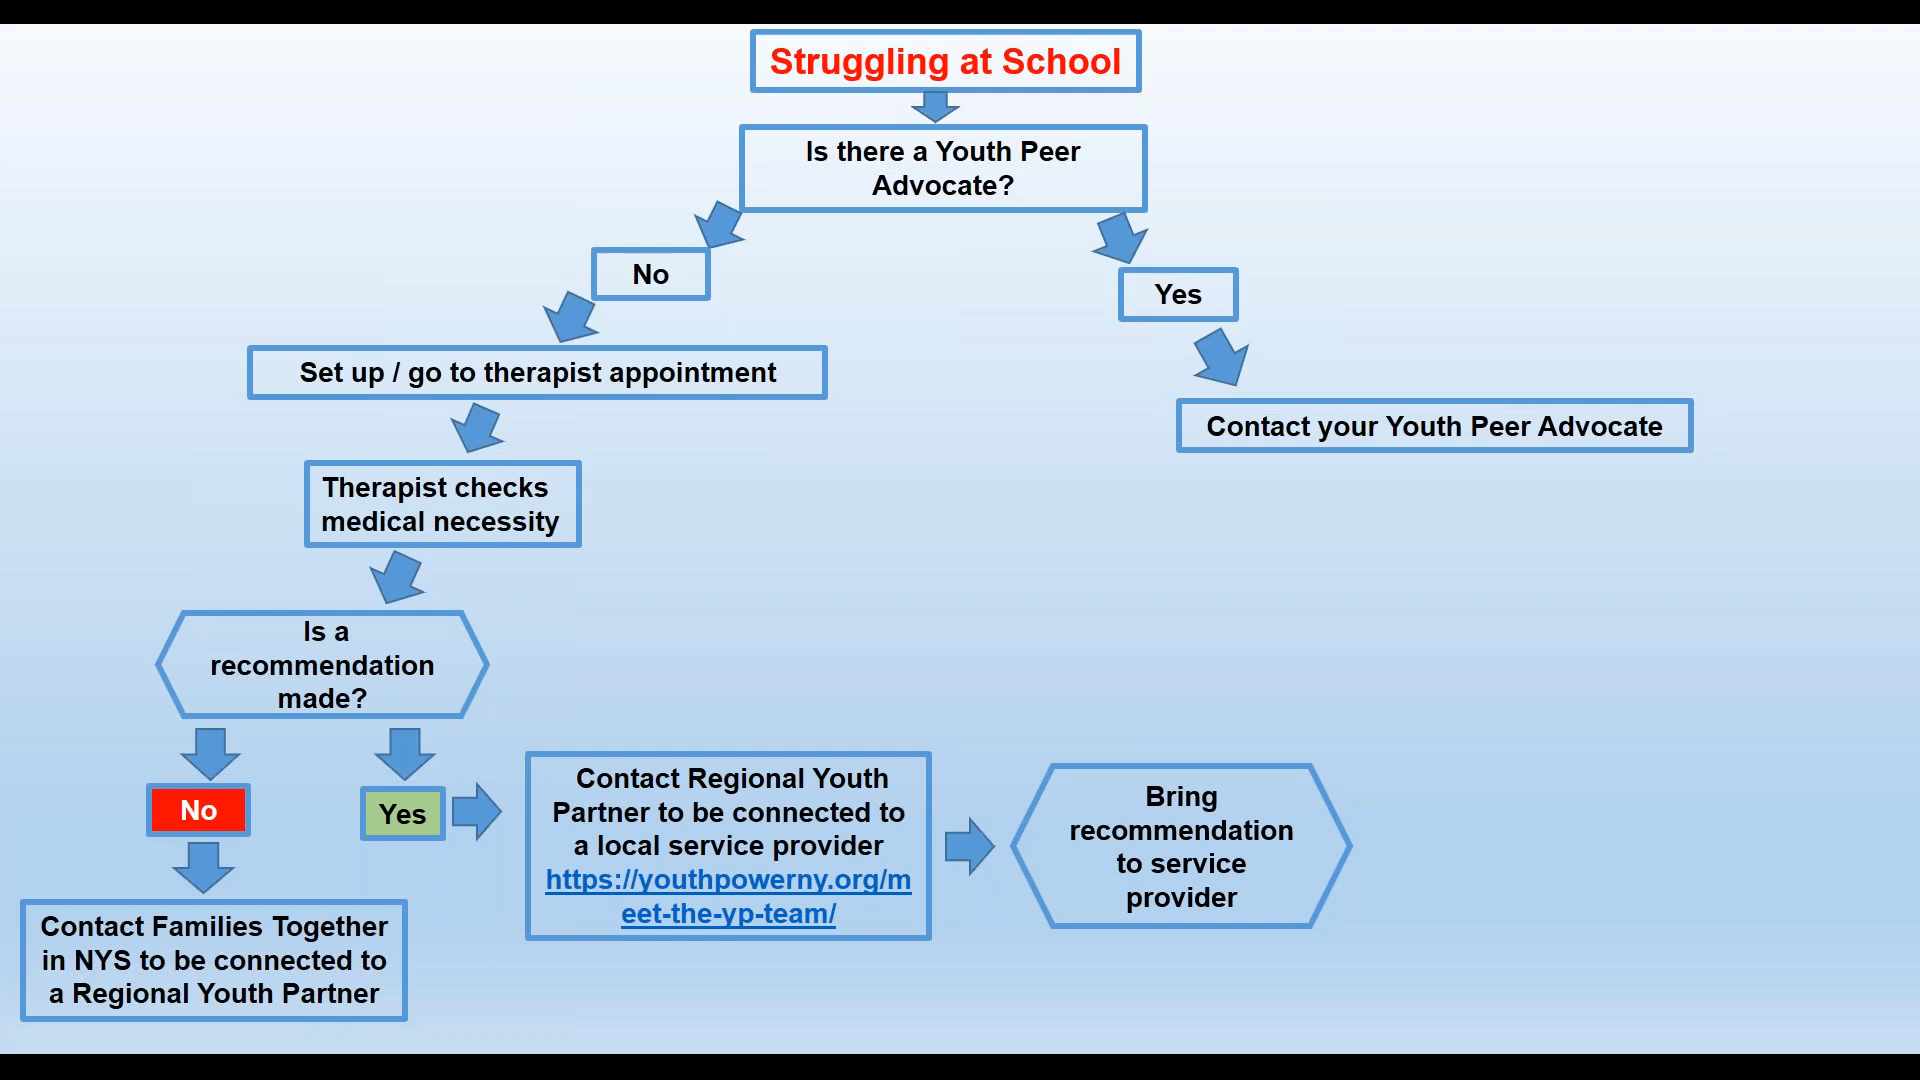 Struggling at School
Is there a Youth Peer
Advocate?
No
Yes
Set up / go to therapist appointment
Contact your Youth Peer Advocate
Therapist checks
medical necessity
Is a
recommendation
made?
No
Yes
Contact Regional Youth
Partner to be connected to
a local service provider
https://youthpowerny.org/m
eet-the-yp-team/
Bring
recommendation
to service
provider
Contact Families Together
in NYS to be connected to
a Regional Youth Partner